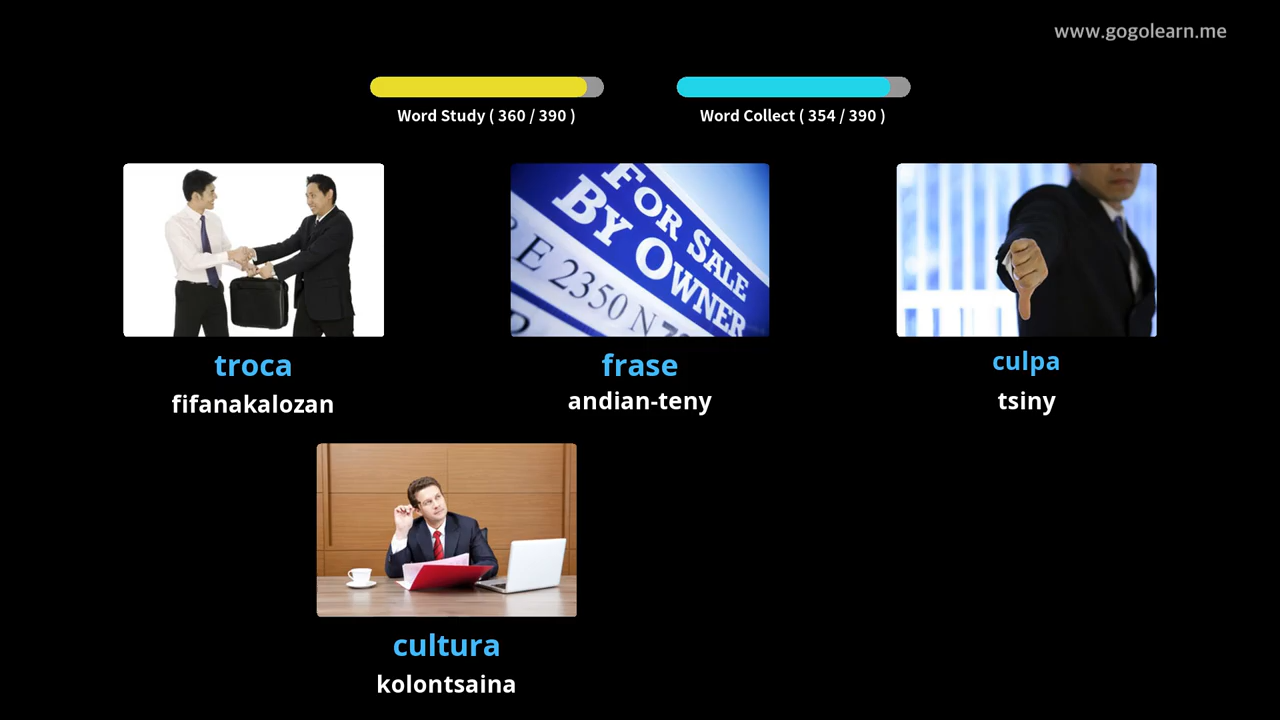 www.gogolearn.me
Word Study ( 360 / 390 )
Word Collect ( 354 / 390 )
FOR SALE
BY OWNER
E 2350 N
troca
fifanakalozan
frase
andian-teny
culpa
tsiny
cultura
kolontsaina